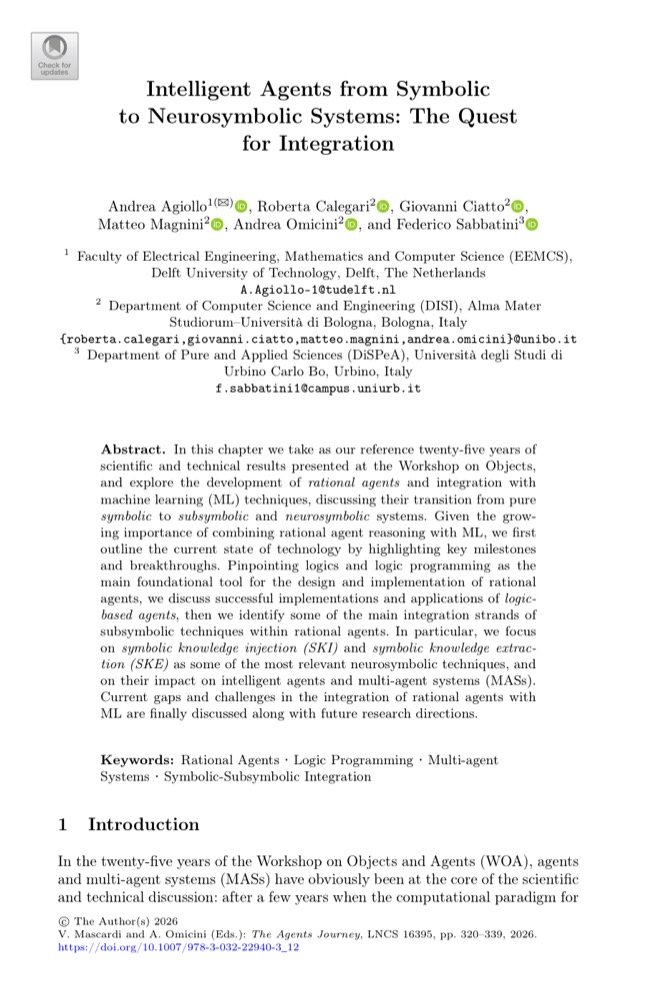 Check for
updates
Intelligent Agents from Symbolic
to Neurosymbolic Systems: The Quest
for Integration
Andrea Agiollo1(✉), Roberta Calegari2, Giovanni Ciatto2,
Matteo Magnini2, Andrea Omicini2, and Federico Sabbatini3
1 Faculty of Electrical Engineering, Mathematics and Computer Science (EEMCS),
Delft University of Technology, Delft, The Netherlands
A.Agiollo-1@tudelft.nl
2 Department of Computer Science and Engineering (DISI), Alma Mater
Studiorum–Università di Bologna, Bologna, Italy
{roberta.calegari,giovanni.ciatto,matteo.magnini,andrea.omicini}@unibo.it
3 Department of Pure and Applied Sciences (DiSPeA), Università degli Studi di
Urbino Carlo Bo, Urbino, Italy
f.sabbatini1@campus.uniurb.it
Abstract. In this chapter we take as our reference twenty-five years of
scientific and technical results presented at the Workshop on Objects,
and explore the development of rational agents and integration with
machine learning (ML) techniques, discussing their transition from pure
symbolic to subsymbolic and neurosymbolic systems. Given the grow-
ing importance of combining rational agent reasoning with ML, we first
outline the current state of technology by highlighting key milestones
and breakthroughs. Pinpointing logics and logic programming as the
main foundational tool for the design and implementation of rational
agents, we discuss successful implementations and applications of logic-
based agents, then we identify some of the main integration strands of
subsymbolic techniques within rational agents. In particular, we focus
on symbolic knowledge injection (SKI) and symbolic knowledge extrac-
tion (SKE) as some of the most relevant neurosymbolic techniques, and
on their impact on intelligent agents and multi-agent systems (MASs).
Current gaps and challenges in the integration of rational agents with
ML are finally discussed along with future research directions.
Keywords: Rational Agents · Logic Programming · Multi-agent
Systems · Symbolic-Subsymbolic Integration
1 Introduction
In the twenty-five years of the Workshop on Objects and Agents (WOA), agents
and multi-agent systems (MASs) have obviously been at the core of the scientific
and technical discussion: after a few years when the computational paradigm for
© The Author(s) 2026
V. Mascardi and A. Omicini (Eds.): The Agents Journey, LNCS 16395, pp. 320–339, 2026.
https://doi.org/10.1007/978-3-032-22940-3_12